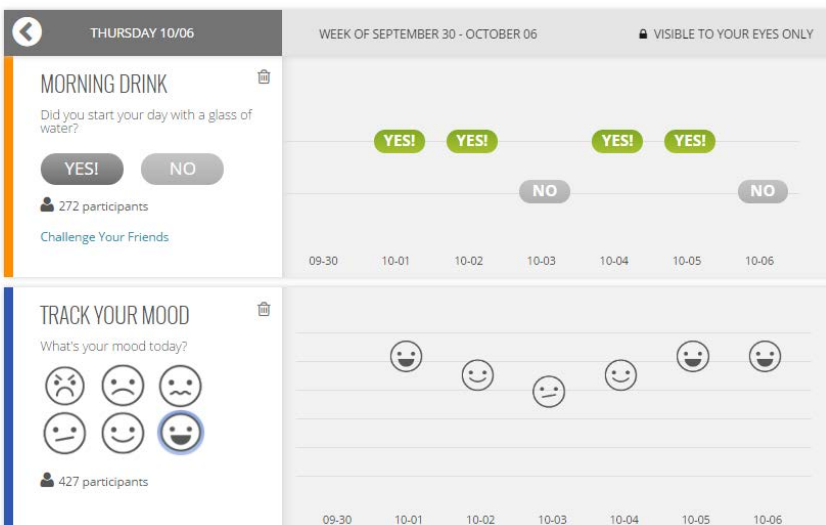 THURSDAY 10/06
WEEK OF SEPTEMBER 30 - OCTOBER 06
VISIBLE TO YOUR EYES ONLY
MORNING DRINK
Did you start your day with a glass of
water?
YES!
NO
272 participants
Challenge Your Friends
YES! YES! YES! YES!
NO NO
09-30 10-01 10-02 10-03 10-04 10-05 10-06
TRACK YOUR MOOD
What's your mood today?
427 participants
09-30 10-01 10-02 10-03 10-04 10-05 10-06